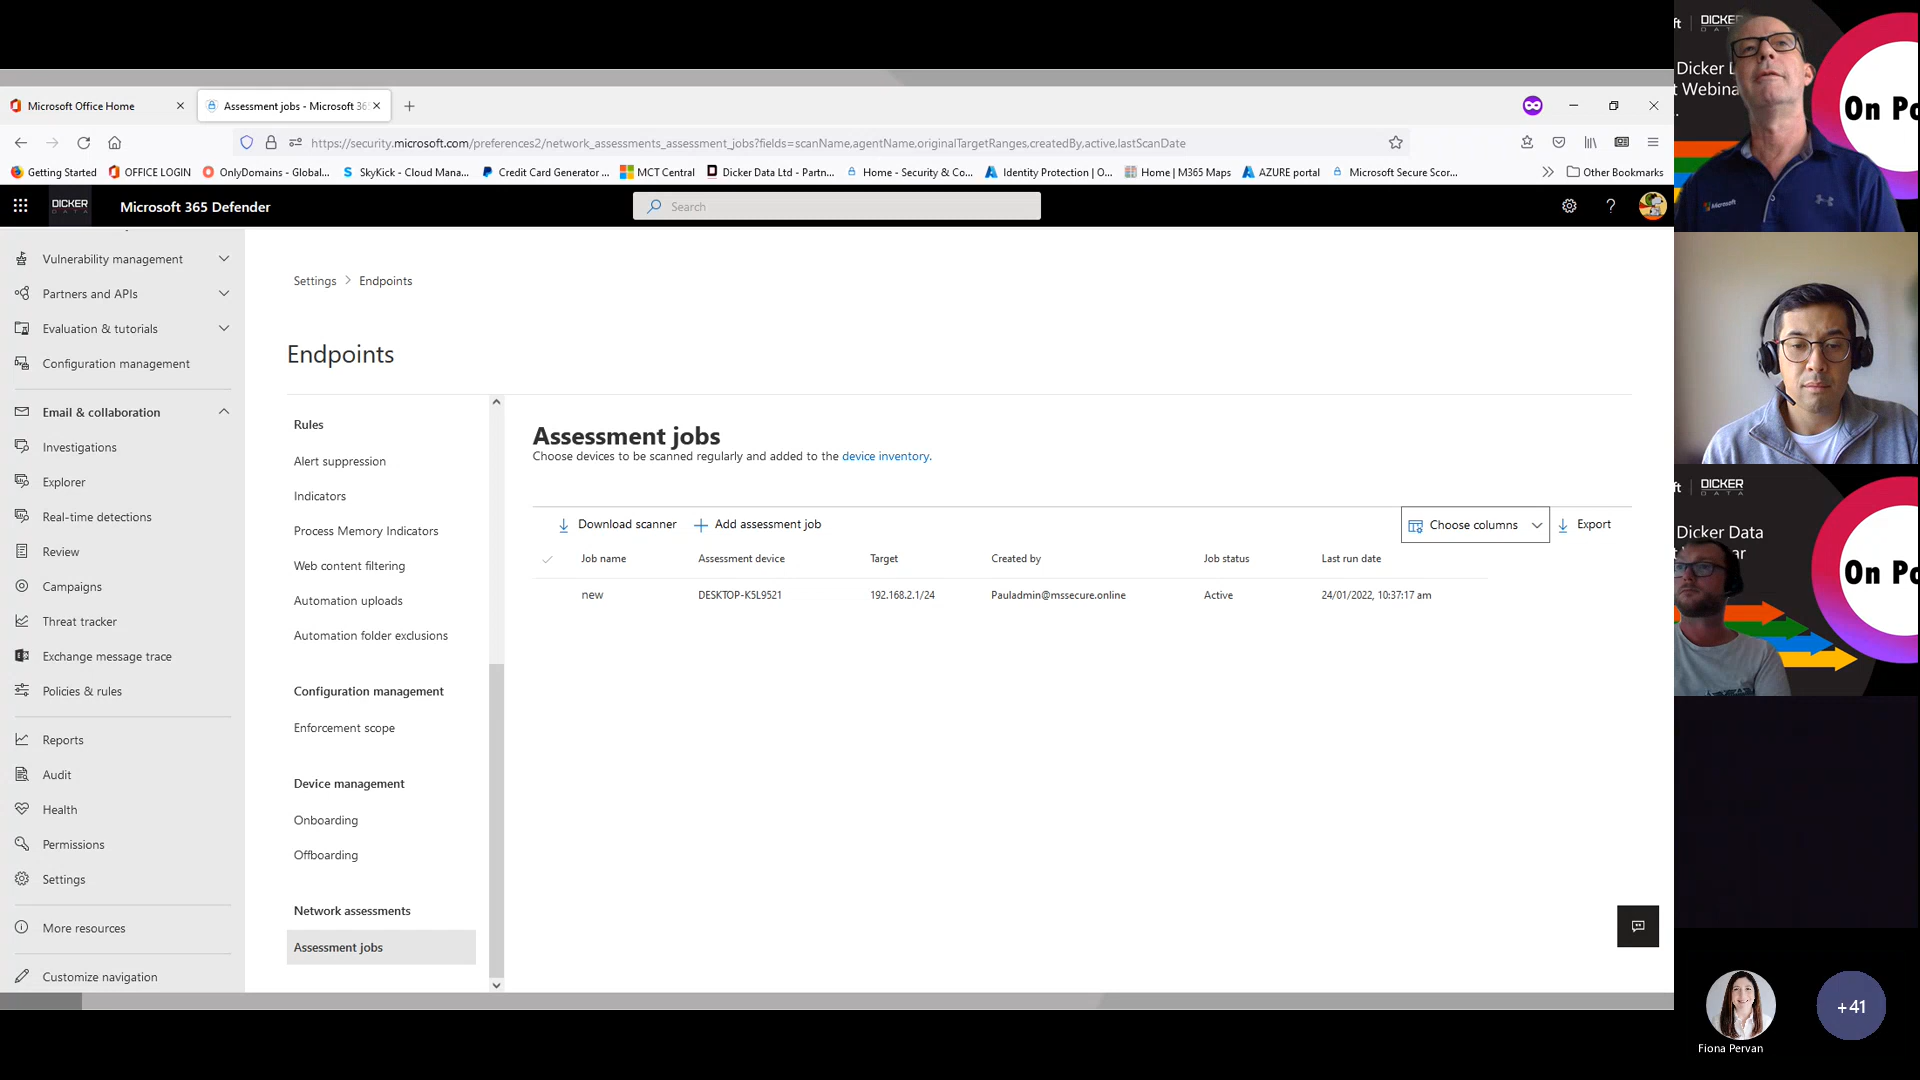 Microsoft Office Home
Assessment jobs - Microsoft 36
https://security.microsoft.com/preferences2/network_assessments_assessment_jobs?fields=scanName,agentName,originalTargetRanges,createdBy,active,lastScanDate
Getting Started
OFFICE LOGIN
OnlyDomains - Global...
SkyKick - Cloud Mana...
Credit Card Generator ...
MCT Central
Dicker Data Ltd - Partn...
Home - Security & Co...
Identity Protection | O...
Home | M365 Maps
AZURE portal
Microsoft Secure Scor...
Other Bookmarks
DICKER
DATA
Microsoft 365 Defender
Search
Vulnerability management
Partners and APIs
Evaluation & tutorials
Configuration management
Email & collaboration
Investigations
Explorer
Real-time detections
Review
Campaigns
Threat tracker
Exchange message trace
Policies & rules
Reports
Audit
Health
Permissions
Settings
More resources
Customize navigation
Settings > Endpoints
Endpoints
Rules
Alert suppression
Indicators
Process Memory Indicators
Web content filtering
Automation uploads
Automation folder exclusions
Configuration management
Enforcement scope
Device management
Onboarding
Offboarding
Network assessments
Assessment jobs
Assessment jobs
Choose devices to be scanned regularly and added to the device inventory.
Download scanner
Add assessment job
Choose columns
Export
Job name Assessment device Target Created by Job status Last run date
new DESKTOP-K5L9521 192.168.2.1/24 Pauladmin@mssecure.online Active 24/01/2022, 10:37:17 am
ft | DICKER
DATA
Dicker D
t Webina
On Po
Microsoft
ft | DICKER
DATA
Dicker Data
ar
On Po
Fiona Pervan
+41